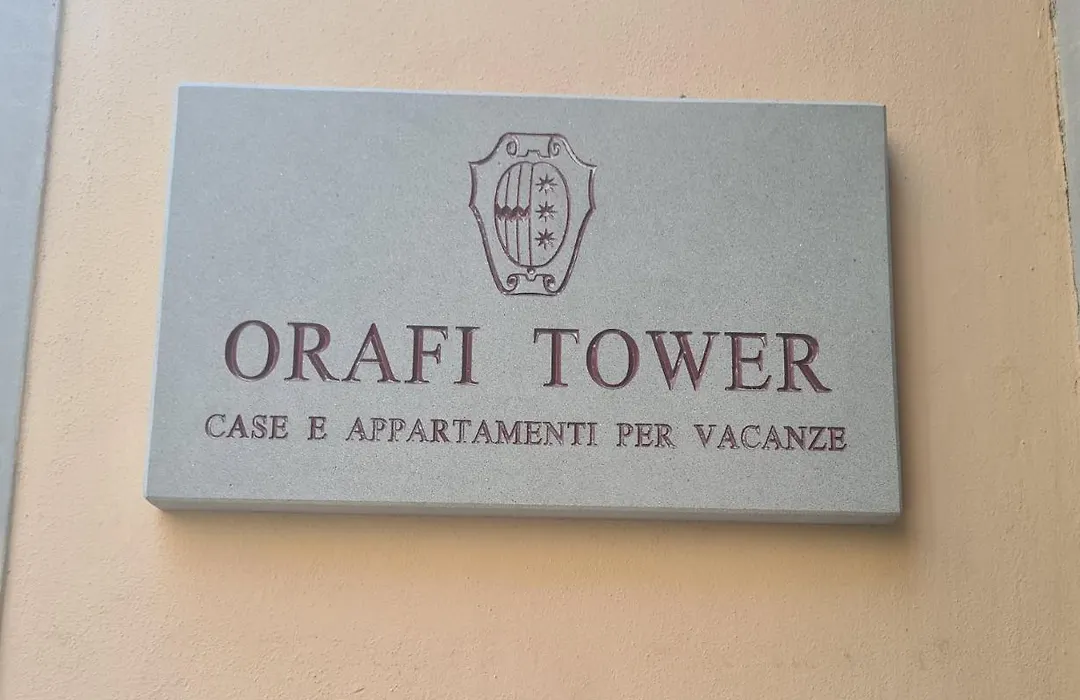 ORAFI TOWER
CASE E APPARTAMENTI PER VACANZE